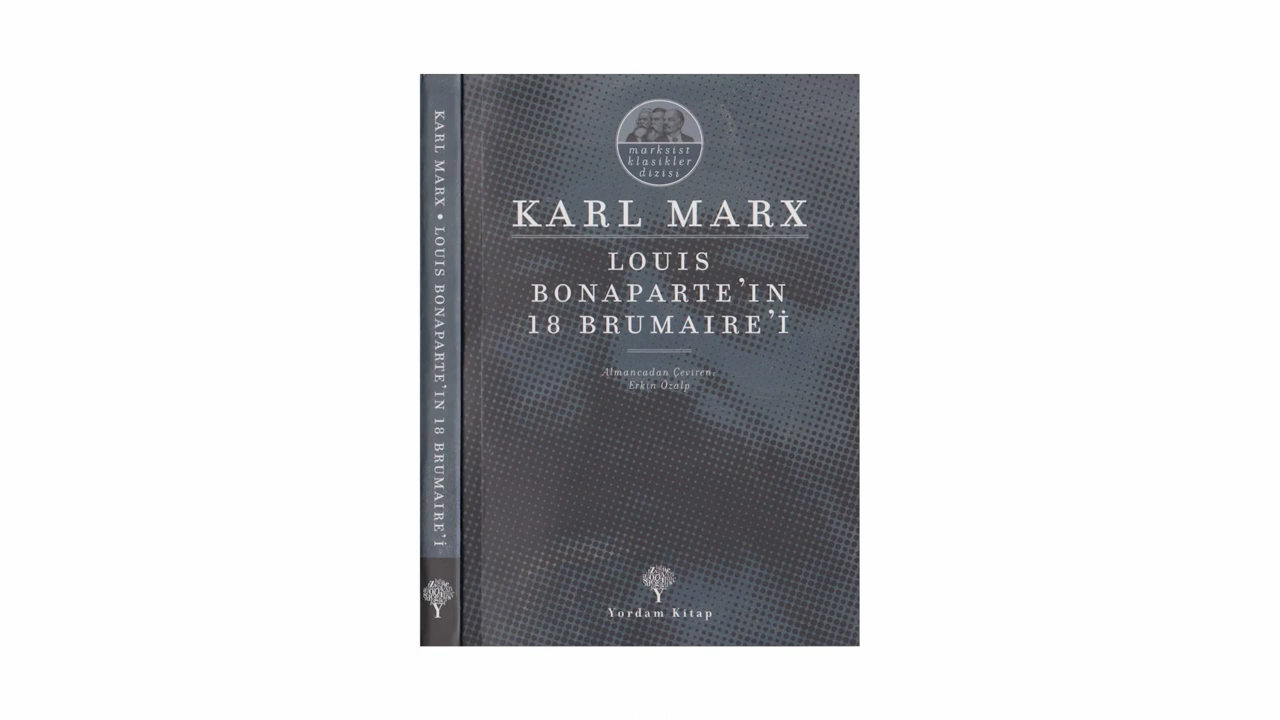 KARL MARX • LOUIS BONAPARTE'IN 18 BRUMAIRE'İ
Y
marksist
klasikler
dizisi
KARL MARX
LOUIS
BONAPARTE'IN
18 BRUMAIRE'İ
Almancadan Çeviren:
Erkin Özalp
Y
Yordam Kitap